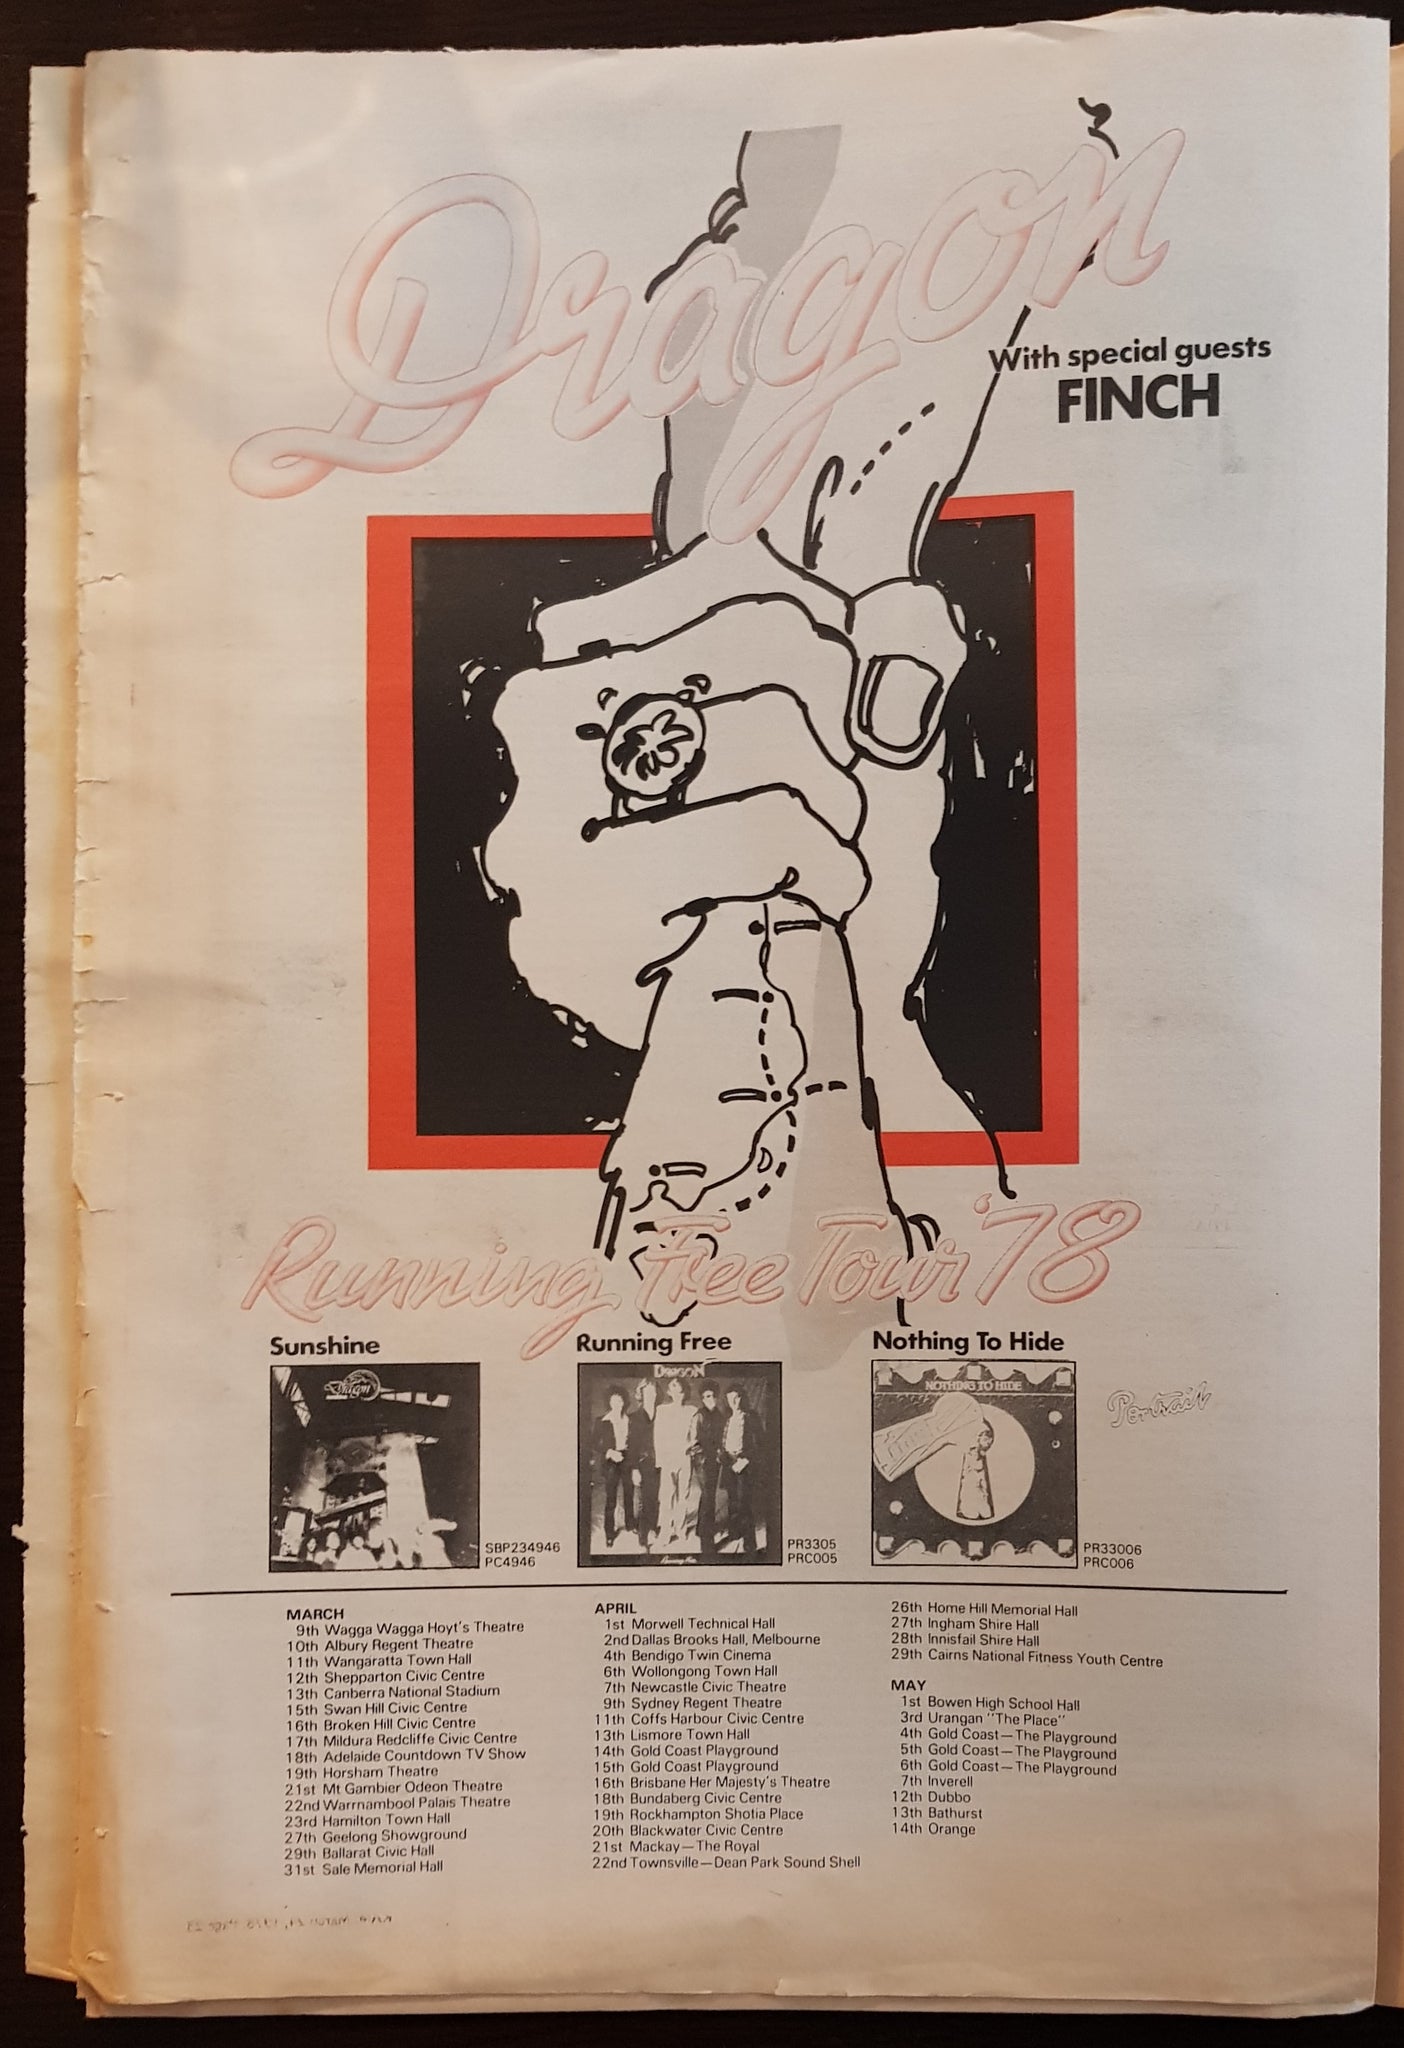 Dragon
With special guests
FINCH
Running Free Tour '78
Sunshine
Dragon
SBP234946
PC4946
Running Free
DRAGON
Running Free
PR3305
PRC005
Nothing To Hide
NOTHING TO HIDE
PR33006
PRC006
Portrait
MARCH
9th Wagga Wagga Hoyt's Theatre
10th Albury Regent Theatre
11th Wangaratta Town Hall
12th Shepparton Civic Centre
13th Canberra National Stadium
15th Swan Hill Civic Centre
16th Broken Hill Civic Centre
17th Mildura Redcliffe Civic Centre
18th Adelaide Countdown TV Show
19th Horsham Theatre
21st Mt Gambier Odeon Theatre
22nd Warrnambool Palais Theatre
23rd Hamilton Town Hall
27th Geelong Showground
29th Ballarat Civic Hall
31st Sale Memorial Hall
APRIL
1st Morwell Technical Hall
2nd Dallas Brooks Hall, Melbourne
4th Bendigo Twin Cinema
6th Wollongong Town Hall
7th Newcastle Civic Theatre
9th Sydney Regent Theatre
11th Coffs Harbour Civic Centre
13th Lismore Town Hall
14th Gold Coast Playground
15th Gold Coast Playground
16th Brisbane Her Majesty's Theatre
18th Bundaberg Civic Centre
19th Rockhampton Shotia Place
20th Blackwater Civic Centre
21st Mackay—The Royal
22nd Townsville—Dean Park Sound Shell
26th Home Hill Memorial Hall
27th Ingham Shire Hall
28th Innisfail Shire Hall
29th Cairns National Fitness Youth Centre
MAY
1st Bowen High School Hall
3rd Urangan "The Place"
4th Gold Coast—The Playground
5th Gold Coast—The Playground
6th Gold Coast—The Playground
7th Inverell
12th Dubbo
13th Bathurst
14th Orange